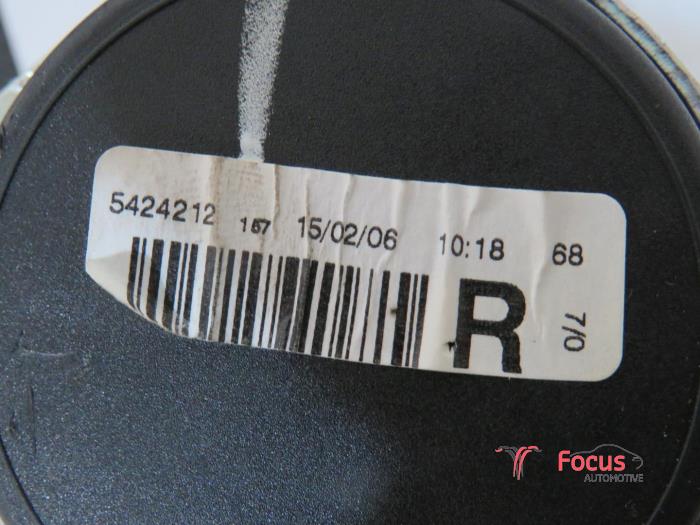 5424212 157 15/02/06 10:18 68
R 7/0
Focus
AUTOMOTIVE